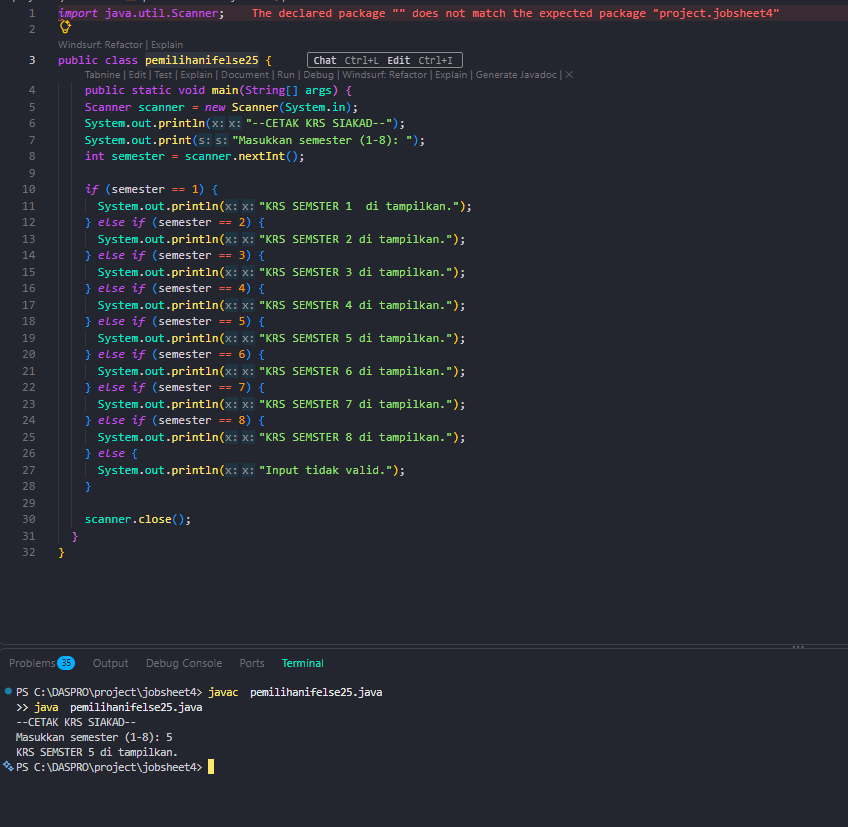 1 import java.util.Scanner; The declared package "" does not match the expected package "project.jobsheet4"
2
Windsurf: Refactor | Explain
3 public class pemilihanifelse25 { Chat Ctrl+L Edit Ctrl+I
Tabnine | Edit | Test | Explain | Document | Run | Debug | Windsurf: Refactor | Explain | Generate Javadoc | X
4 public static void main(String[] args) {
5 Scanner scanner = new Scanner(System.in);
6 System.out.println(x: x: "--CETAK KRS SIAKAD--");
7 System.out.print(s: s: "Masukkan semester (1-8): ");
8 int semester = scanner.nextInt();
9
10 if (semester == 1) {
11 System.out.println(x: x: "KRS SEMSTER 1  di tampilkan.");
12 } else if (semester == 2) {
13 System.out.println(x: x: "KRS SEMSTER 2 di tampilkan.");
14 } else if (semester == 3) {
15 System.out.println(x: x: "KRS SEMSTER 3 di tampilkan.");
16 } else if (semester == 4) {
17 System.out.println(x: x: "KRS SEMSTER 4 di tampilkan.");
18 } else if (semester == 5) {
19 System.out.println(x: x: "KRS SEMSTER 5 di tampilkan.");
20 } else if (semester == 6) {
21 System.out.println(x: x: "KRS SEMSTER 6 di tampilkan.");
22 } else if (semester == 7) {
23 System.out.println(x: x: "KRS SEMSTER 7 di tampilkan.");
24 } else if (semester == 8) {
25 System.out.println(x: x: "KRS SEMSTER 8 di tampilkan.");
26 } else {
27 System.out.println(x: x: "Input tidak valid.");
28 }
29
30 scanner.close();
31 }
32 }
Problems 35 Output Debug Console Ports Terminal
PS C:\DASPRO\project\jobsheet4> javac  pemilihanifelse25.java
>> java  pemilihanifelse25.java
--CETAK KRS SIAKAD--
Masukkan semester (1-8): 5
KRS SEMSTER 5 di tampilkan.
PS C:\DASPRO\project\jobsheet4>